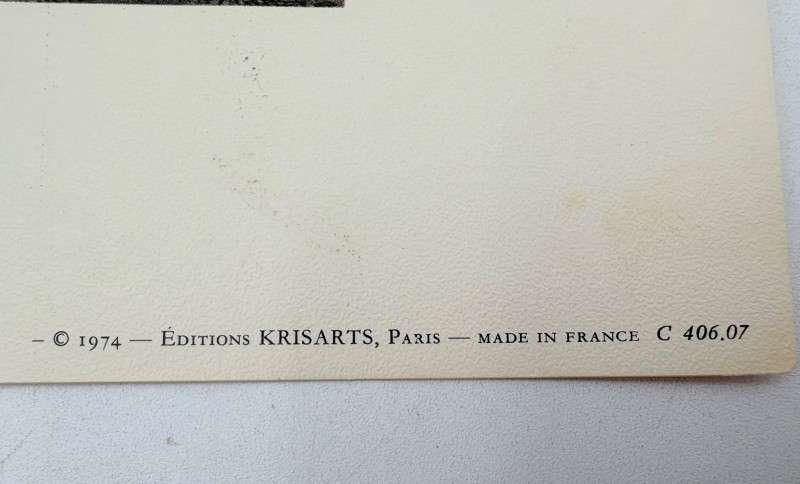 – © 1974 — Éditions KRISARTS, Paris — MADE IN FRANCE C 406.07